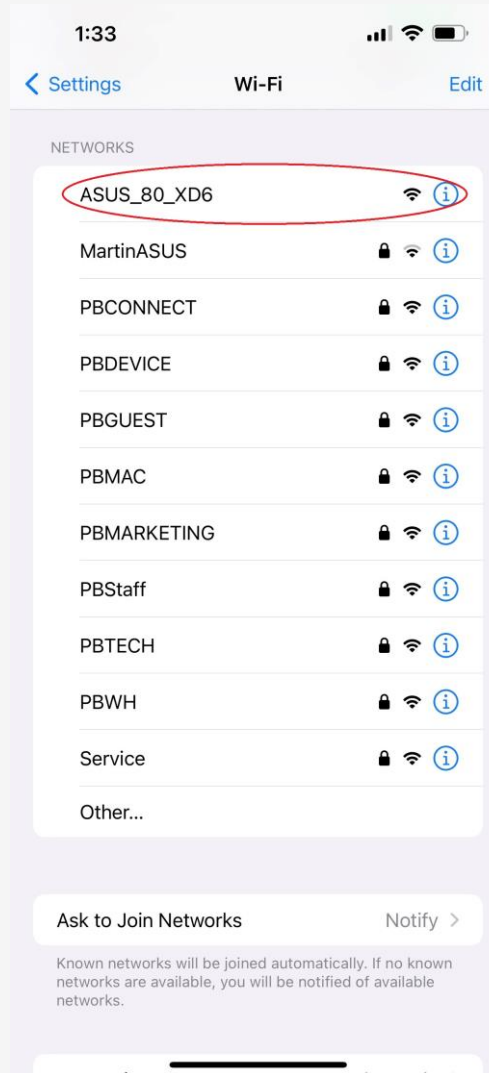 1:33
Settings
Wi-Fi
Edit
NETWORKS
ASUS_80_XD6
MartinASUS
PBCONNECT
PBDEVICE
PBGUEST
PBMAC
PBMARKETING
PBStaff
PBTECH
PBWH
Service
Other...
Ask to Join Networks
Notify
Known networks will be joined automatically. If no known
networks are available, you will be notified of available
networks.